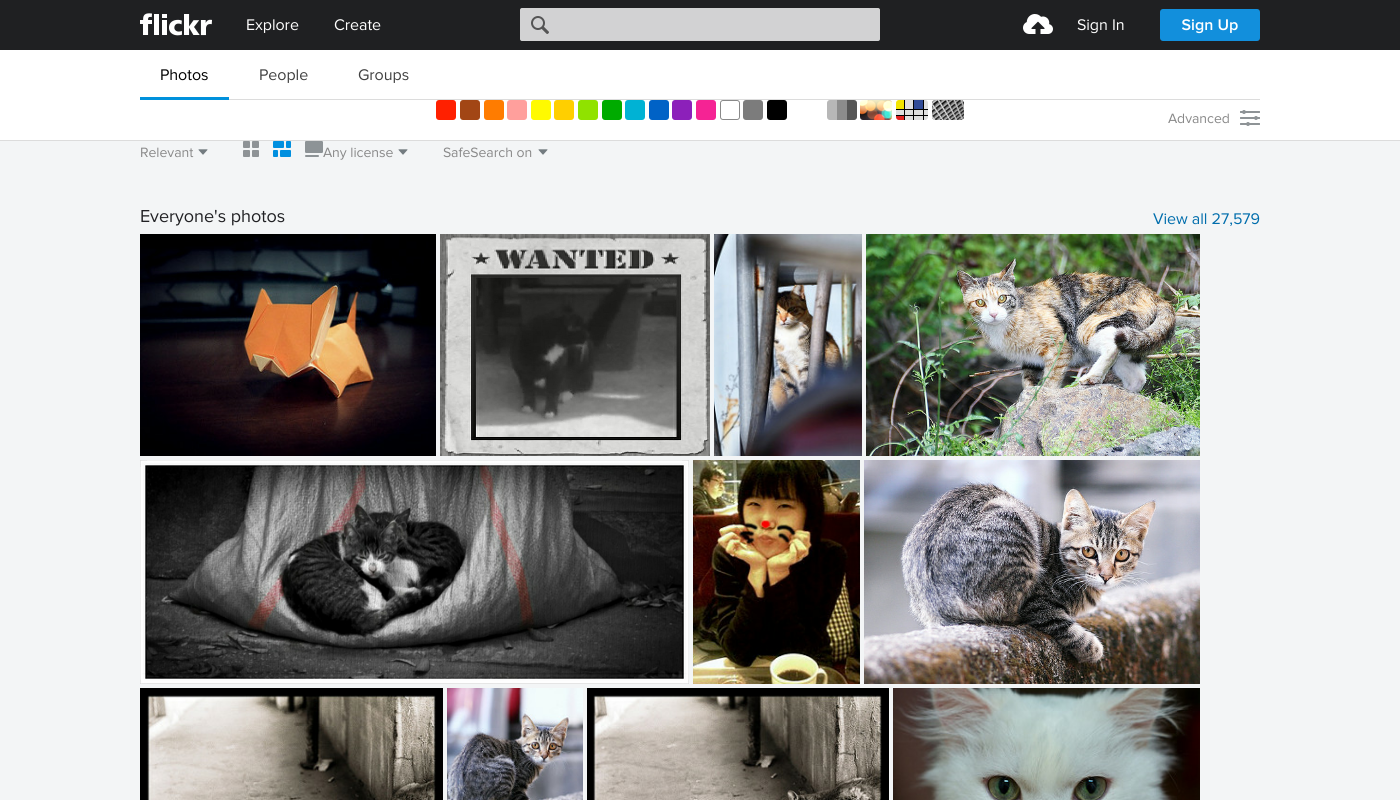 flickr Explore Create Sign In Sign Up
Photos People Groups
Advanced
Relevant Any license SafeSearch on
Everyone's photos View all 27,579
WANTED